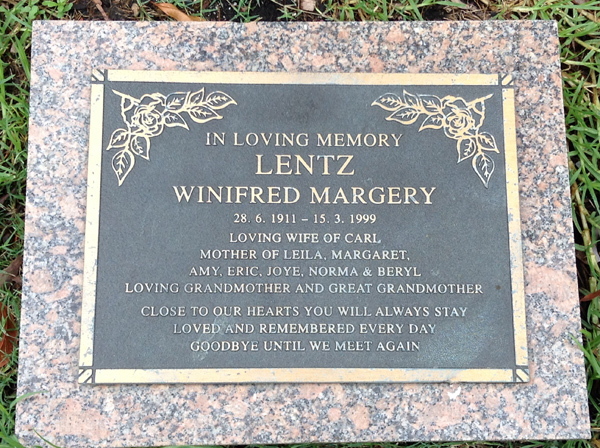 IN LOVING MEMORY
LENTZ
WINIFRED MARGERY
28. 6. 1911 – 15. 3. 1999
LOVING WIFE OF CARL
MOTHER OF LEILA, MARGARET,
AMY, ERIC, JOYE, NORMA & BERYL
LOVING GRANDMOTHER AND GREAT GRANDMOTHER
CLOSE TO OUR HEARTS YOU WILL ALWAYS STAY
LOVED AND REMEMBERED EVERY DAY
GOODBYE UNTIL WE MEET AGAIN